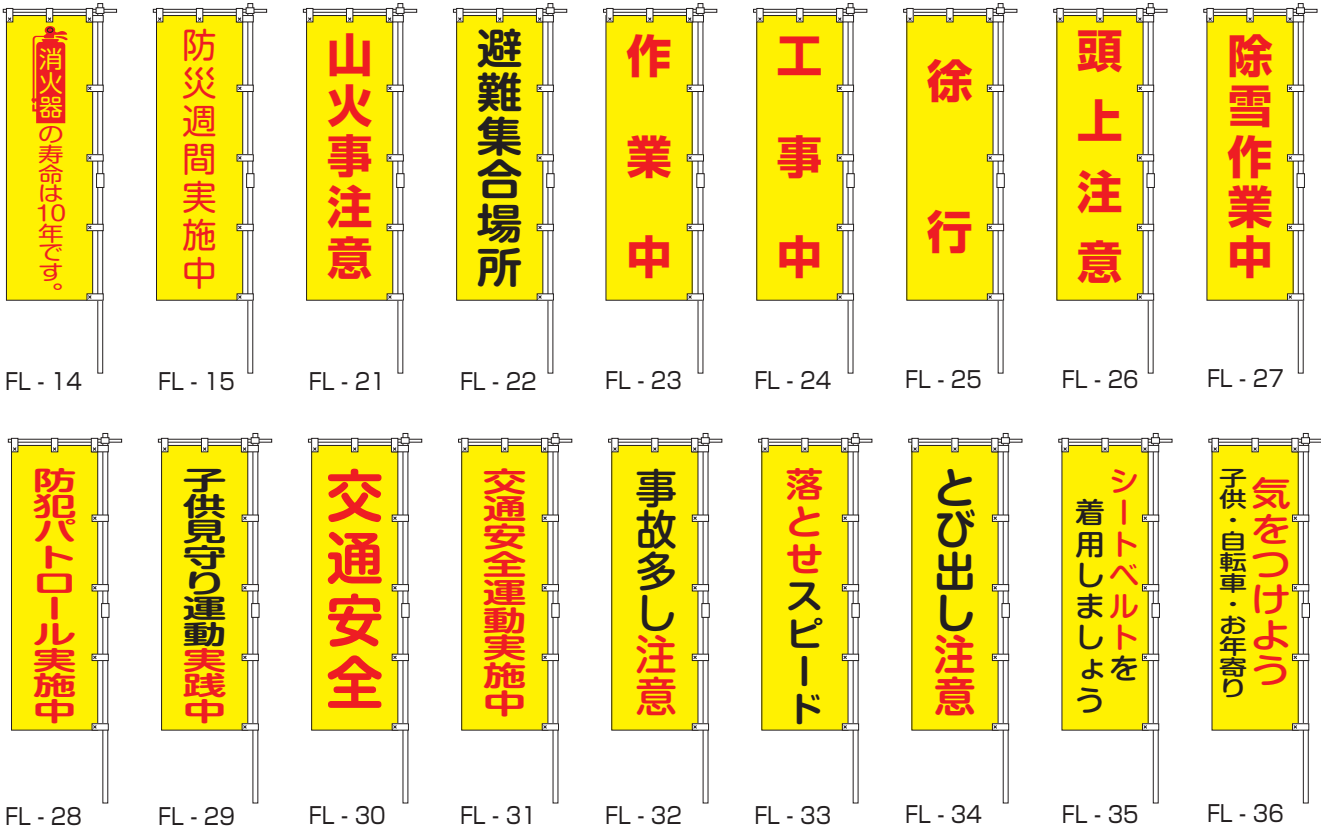 消火器の寿命は10年です。
FL - 14
防災週間実施中
FL - 15
山火事注意
FL - 21
避難集合場所
FL - 22
作業中
FL - 23
工事中
FL - 24
徐行
FL - 25
頭上注意
FL - 26
除雪作業中
FL - 27
防犯パトロール実施中
FL - 28
子供見守り運動実践中
FL - 29
交通安全
FL - 30
交通安全運動実施中
FL - 31
事故多し注意
FL - 32
落とせスピード
FL - 33
とび出し注意
FL - 34
シートベルトを
着用しましょう
FL - 35
気をつけよう
子供・自転車・お年寄り
FL - 36